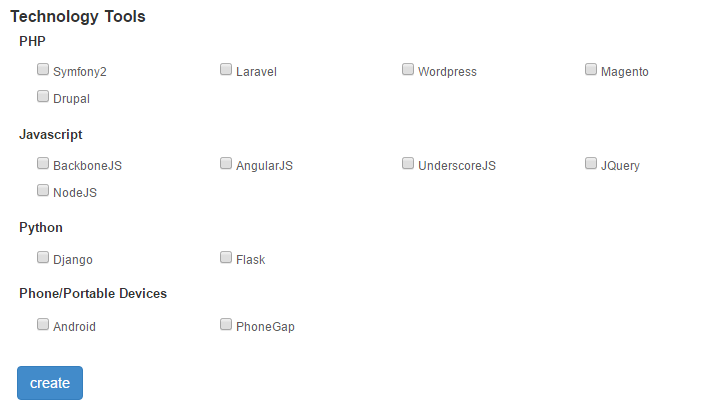 Technology Tools
PHP
Symfony2 Laravel Wordpress Magento
Drupal
Javascript
BackboneJS AngularJS UnderscoreJS JQuery
NodeJS
Python
Django Flask
Phone/Portable Devices
Android PhoneGap
create